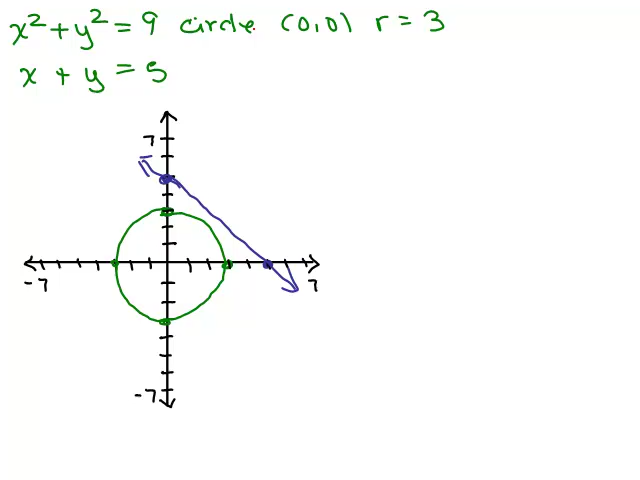 x² + y² = 9 circle (0,0) r = 3
x + y = 5
7
-7
7
-7